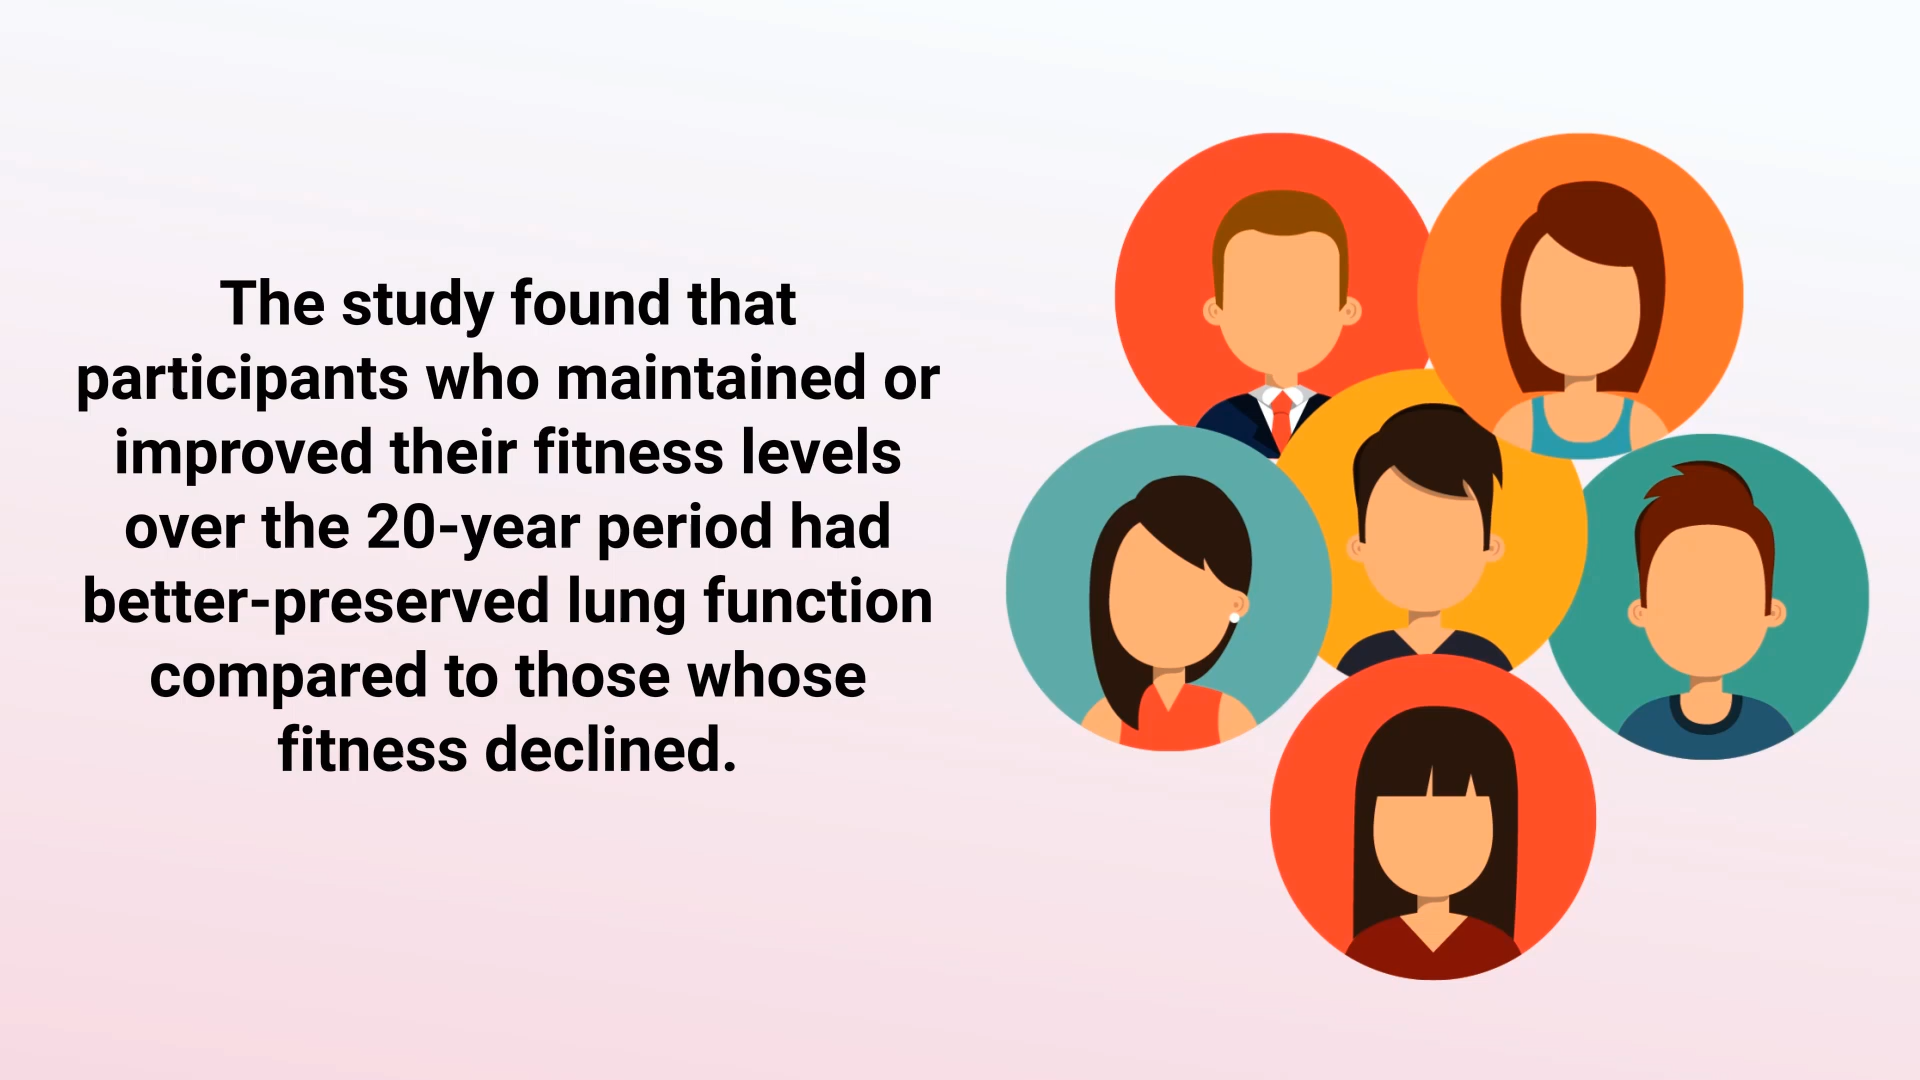 The study found that
participants who maintained or
improved their fitness levels
over the 20-year period had
better-preserved lung function
compared to those whose
fitness declined.